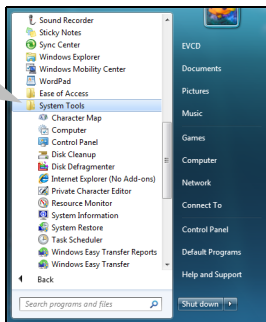 Sound Recorder
Sticky Notes
Sync Center
Windows Explorer
Windows Mobility Center
WordPad
Ease of Access
System Tools
Character Map
Computer
Control Panel
Disk Cleanup
Disk Defragmenter
Internet Explorer (No Add-ons)
Private Character Editor
Resource Monitor
System Information
System Restore
Task Scheduler
Windows Easy Transfer Reports
Windows Easy Transfer
Back
Search programs and files
EVCD
Documents
Pictures
Music
Games
Computer
Network
Connect To
Control Panel
Default Programs
Help and Support
Shut down